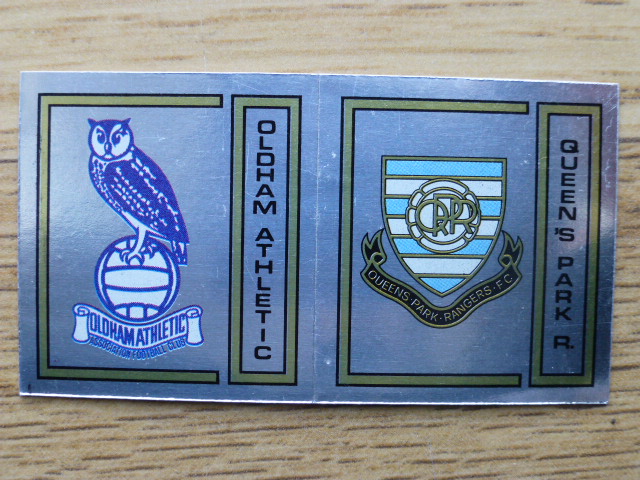 OLDHAM ATHLETIC
ASSOCIATION FOOTBALL CLUB
OLDHAM ATHLETIC
QPR
QUEENS·PARK·RANGERS·F.C.
QUEEN'S PARK R.